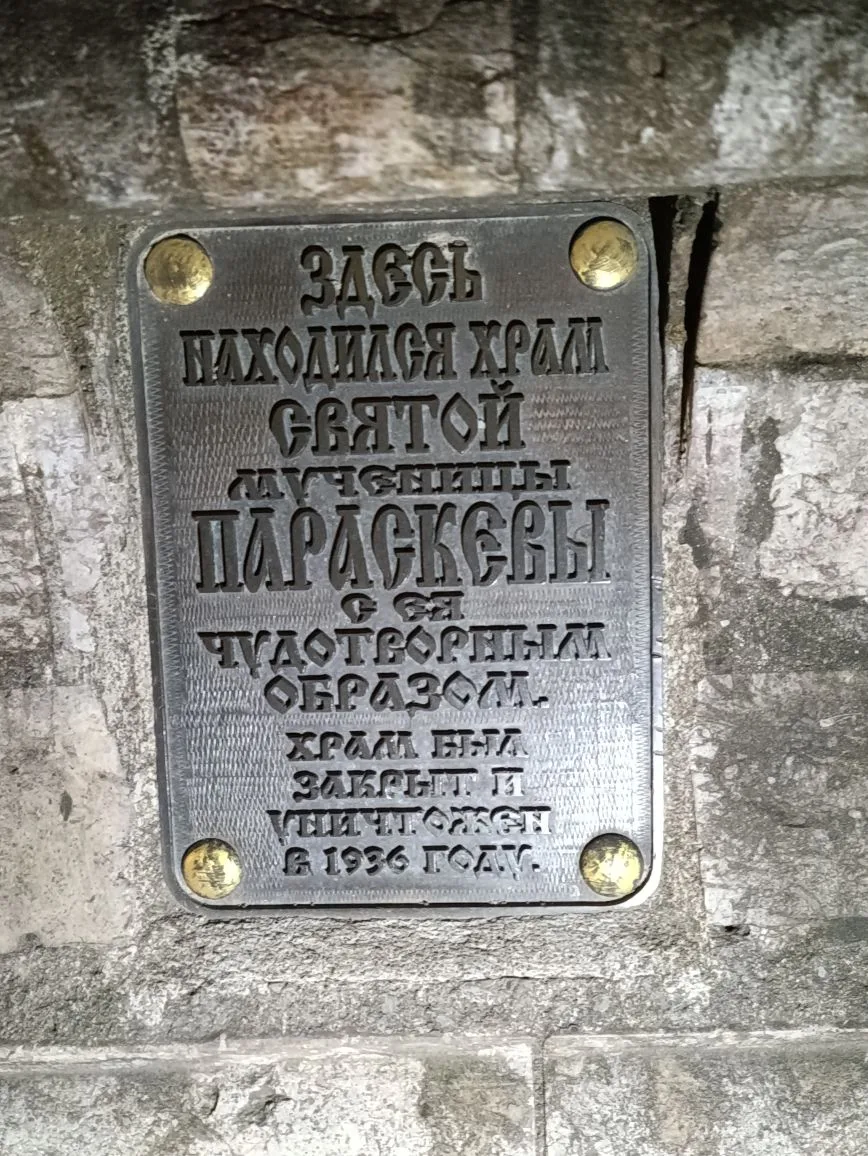 ЗДЕСЬ
НАХОДИЛСЯ ХРАМ
СВЯТОЙ
МУЧЕНИЦЫ
ПАРАСКЕВЫ
С ЕЯ
ЧУДОТВОРНЫМ
ОБРАЗОМ.
ХРАМ БЫЛ
ЗАКРЫТ И
УНИЧТОЖЕН
В 1936 ГОДУ.